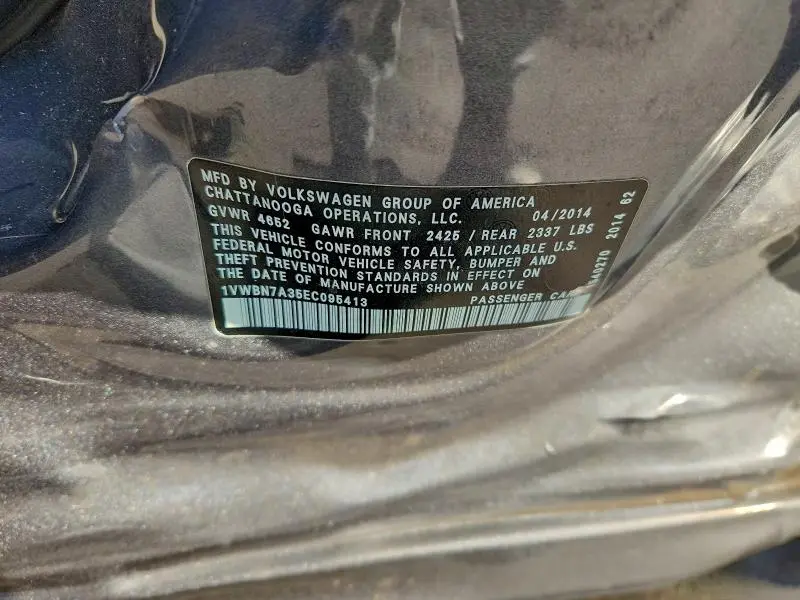 MFD BY VOLKSWAGEN GROUP OF AMERICA
CHATTANOOGA OPERATIONS, LLC. 04/2014
GVWR 4652 GAWR FRONT 2425 / REAR 2337 LBS
THIS VEHICLE CONFORMS TO ALL APPLICABLE U.S.
FEDERAL MOTOR VEHICLE SAFETY, BUMPER AND
THEFT PREVENTION STANDARDS IN EFFECT ON
THE DATE OF MANUFACTURE SHOWN ABOVE
1VWBN7A35EC095413 PASSENGER CAR
2014 62